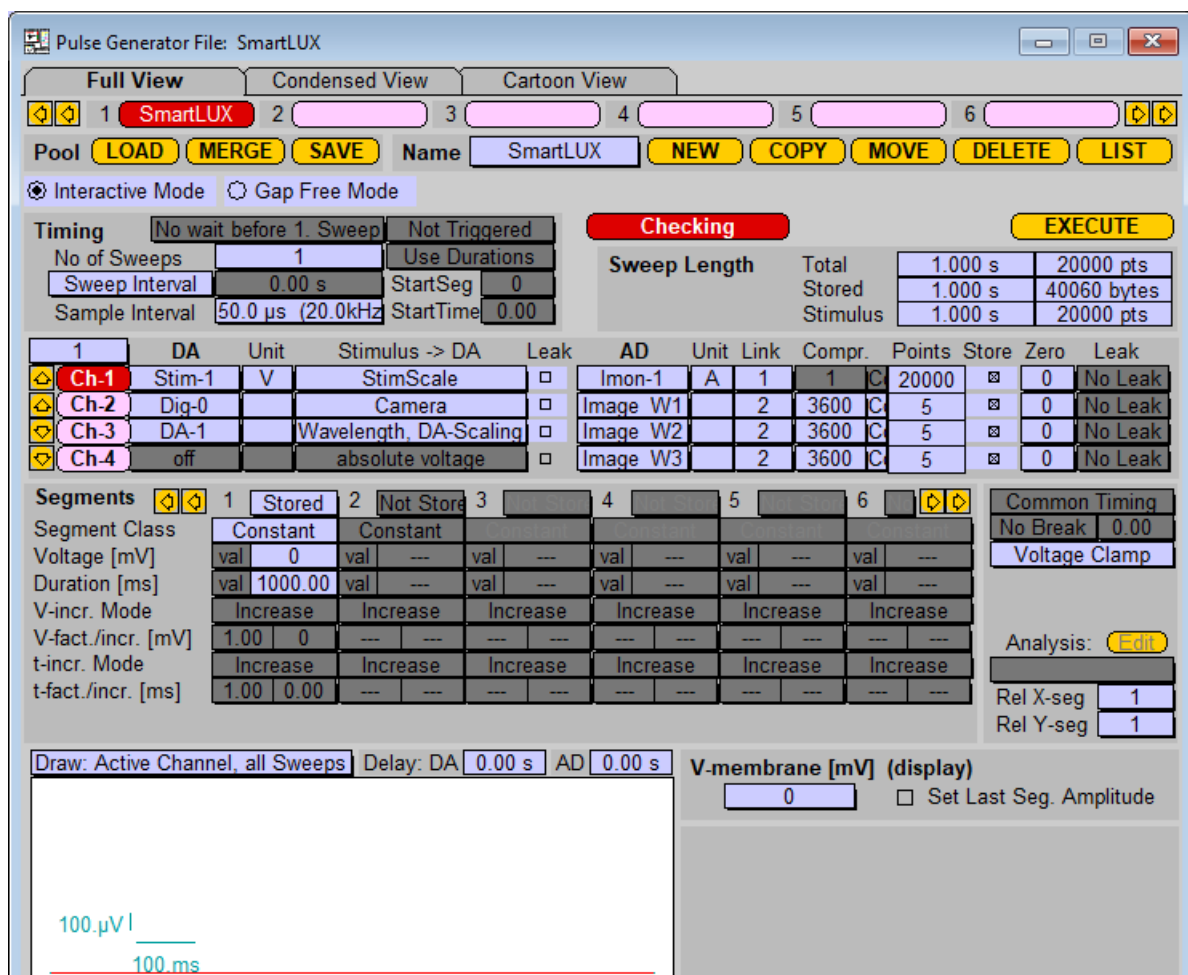 Pulse Generator File: SmartLUX
Full View Condensed View Cartoon View
1 SmartLUX 2 3 4 5 6
Pool LOAD MERGE SAVE Name SmartLUX NEW COPY MOVE DELETE LIST
Interactive Mode Gap Free Mode
Timing No wait before 1. Sweep Not Triggered Checking EXECUTE
No of Sweeps 1 Use Durations Sweep Length Total 1.000 s 20000 pts
Sweep Interval 0.00 s StartSeg 0 Stored 1.000 s 40060 bytes
Sample Interval 50.0 µs (20.0kHz StartTime 0.00 Stimulus 1.000 s 20000 pts
1 DA Unit Stimulus -> DA Leak AD Unit Link Compr. Points Store Zero Leak
Ch-1 Stim-1 V StimScale Imon-1 A 1 1 C 20000 0 No Leak
Ch-2 Dig-0 Camera Image W1 2 3600 C 5 0 No Leak
Ch-3 DA-1 Wavelength, DA-Scaling Image W2 2 3600 C 5 0 No Leak
Ch-4 off absolute voltage Image W3 2 3600 C 5 0 No Leak
Segments 1 Stored 2 Not Store 3 Not Store 4 Not Store 5 Not Store 6 Common Timing
Segment Class Constant Constant Constant Constant Constant Constant No Break 0.00
Voltage [mV] val 0 val --- val --- val --- val --- val --- Voltage Clamp
Duration [ms] val 1000.00 val --- val --- val --- val --- val ---
V-incr. Mode Increase Increase Increase Increase Increase Increase
V-fact./incr. [mV] 1.00 0 --- --- --- --- --- --- --- --- --- --- Analysis: Edit
t-incr. Mode Increase Increase Increase Increase Increase Increase
t-fact./incr. [ms] 1.00 0.00 --- --- --- --- --- --- --- --- --- --- Rel X-seg 1
Rel Y-seg 1
Draw: Active Channel, all Sweeps Delay: DA 0.00 s AD 0.00 s V-membrane [mV] (display)
0 Set Last Seg. Amplitude
100.µV
100.ms